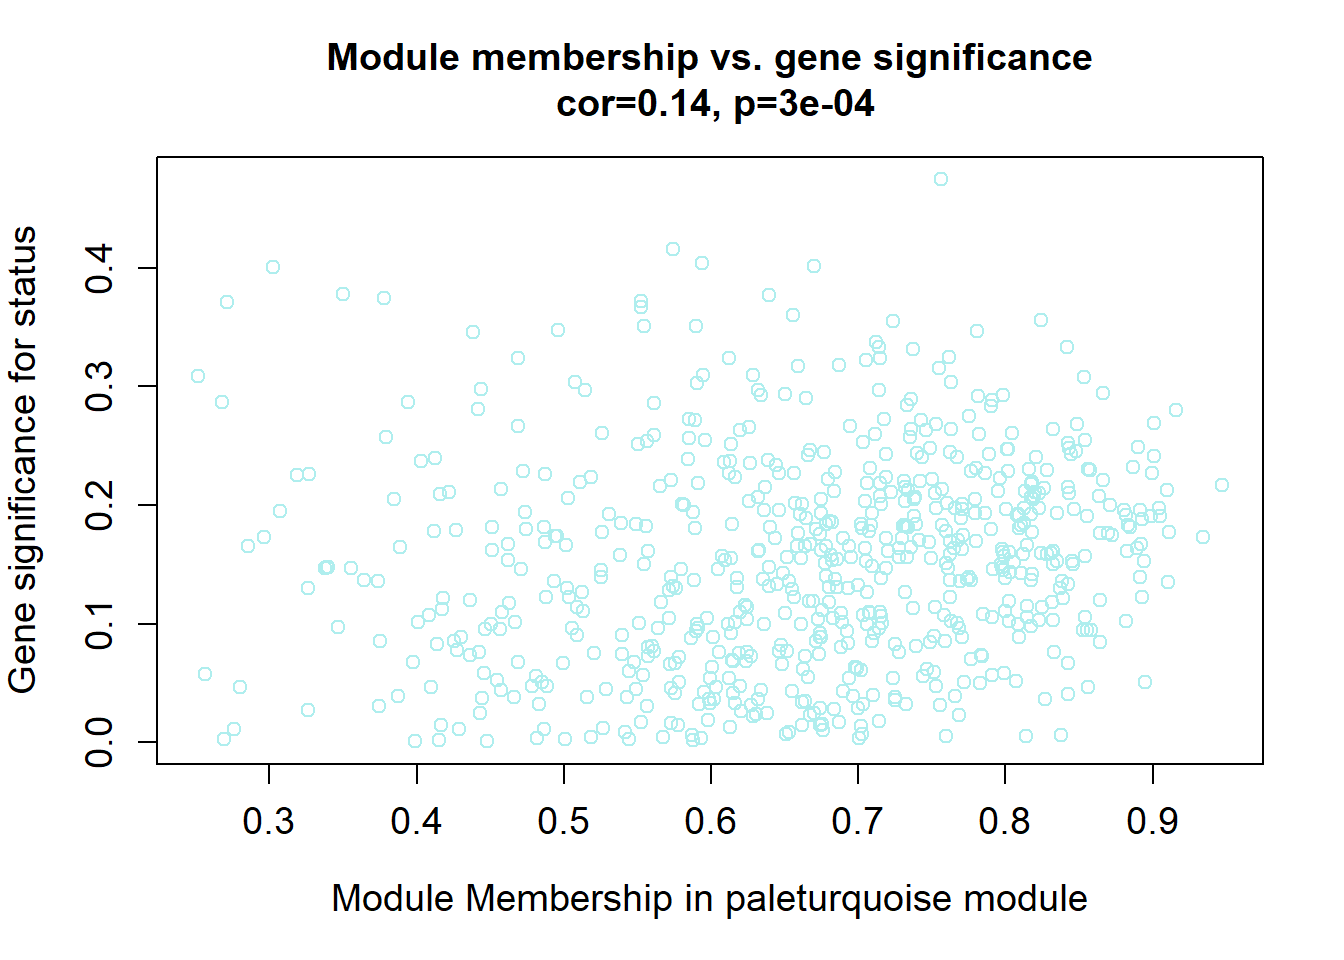 Module membership vs. gene significance
cor=0.14, p=3e-04
Gene significance for status
0.4
0.3
0.2
0.1
0.0
0.3 0.4 0.5 0.6 0.7 0.8 0.9
Module Membership in paleturquoise module